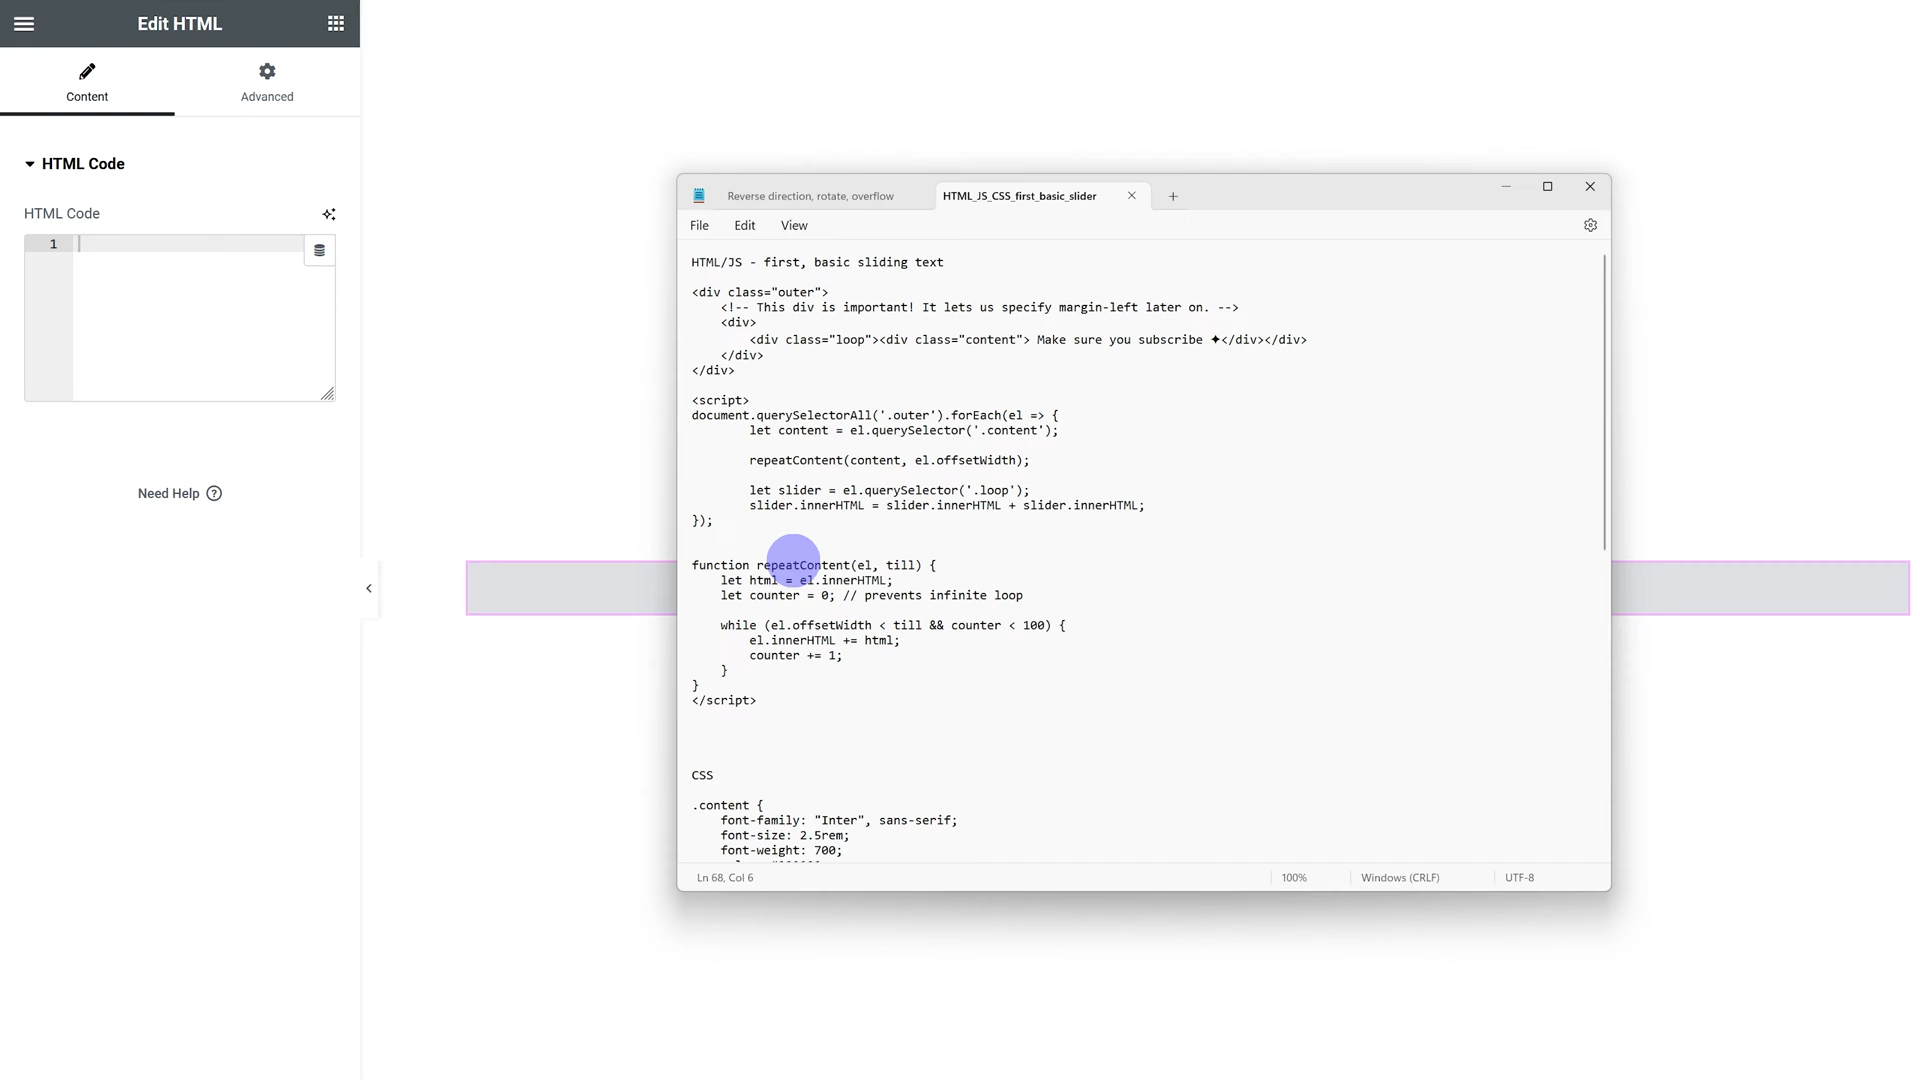 Edit HTML
Content
Advanced
HTML Code
HTML Code
1
Need Help ?
Reverse direction, rotate, overflow
HTML_JS_CSS_first_basic_slider
File
Edit
View
HTML/JS - first, basic sliding text
<div class="outer">
<!-- This div is important! It lets us specify margin-left later on. -->
<div>
<div class="loop"><div class="content"> Make sure you subscribe ✦</div></div>
</div>
</div>
<script>
document.querySelectorAll('.outer').forEach(el => {
let content = el.querySelector('.content');
repeatContent(content, el.offsetWidth);
let slider = el.querySelector('.loop');
slider.innerHTML = slider.innerHTML + slider.innerHTML;
});
function repeatContent(el, till) {
let html = el.innerHTML;
let counter = 0; // prevents infinite loop
while (el.offsetWidth < till && counter < 100) {
el.innerHTML += html;
counter += 1;
}
}
</script>
CSS
.content {
font-family: "Inter", sans-serif;
font-size: 2.5rem;
font-weight: 700;
Ln 68, Col 6
100%
Windows (CRLF)
UTF-8